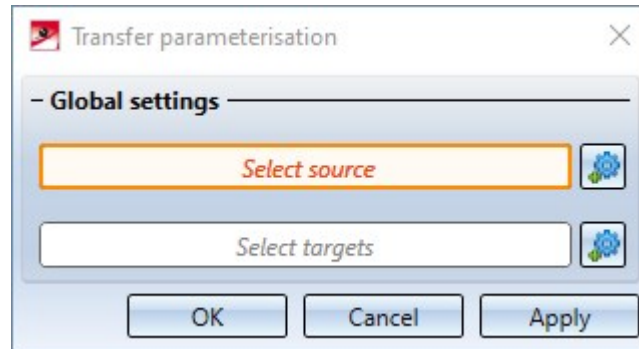 Transfer parameterisation
Global settings
Select source
Select targets
OK Cancel Apply